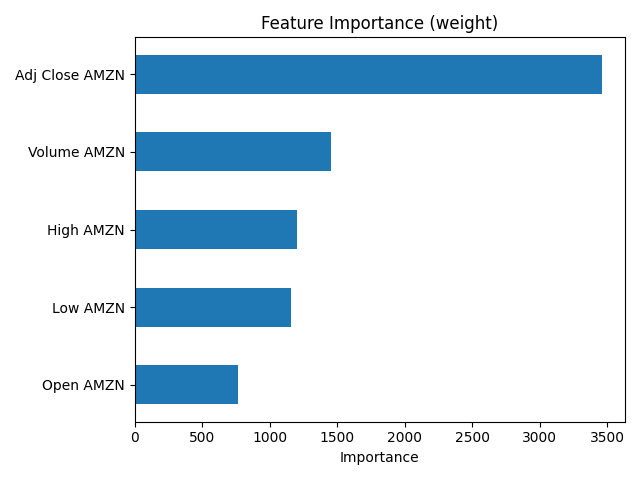 Feature Importance (weight)
Adj Close AMZN
Volume AMZN
High AMZN
Low AMZN
Open AMZN
0 500 1000 1500 2000 2500 3000 3500
Importance